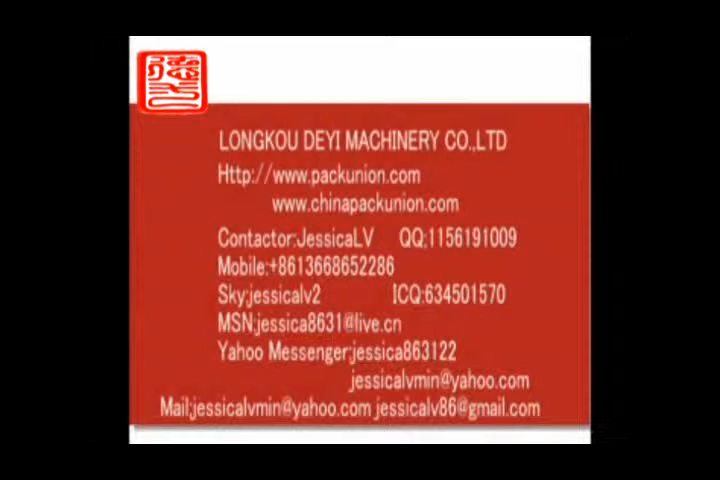 LONGKOU DEYI MACHINERY CO.,LTD
Http://www.packunion.com
www.chinapackunion.com
Contactor:JessicaLV QQ;1156191009
Mobile:+8613668652286
Sky;jessicalv2 ICQ:634501570
MSN;jessica8631@live.cn
Yahoo Messenger;jessica863122
jessicalvmin@yahoo.com
Mail;jessicalvmin@yahoo.com jessicalv86@gmail.com